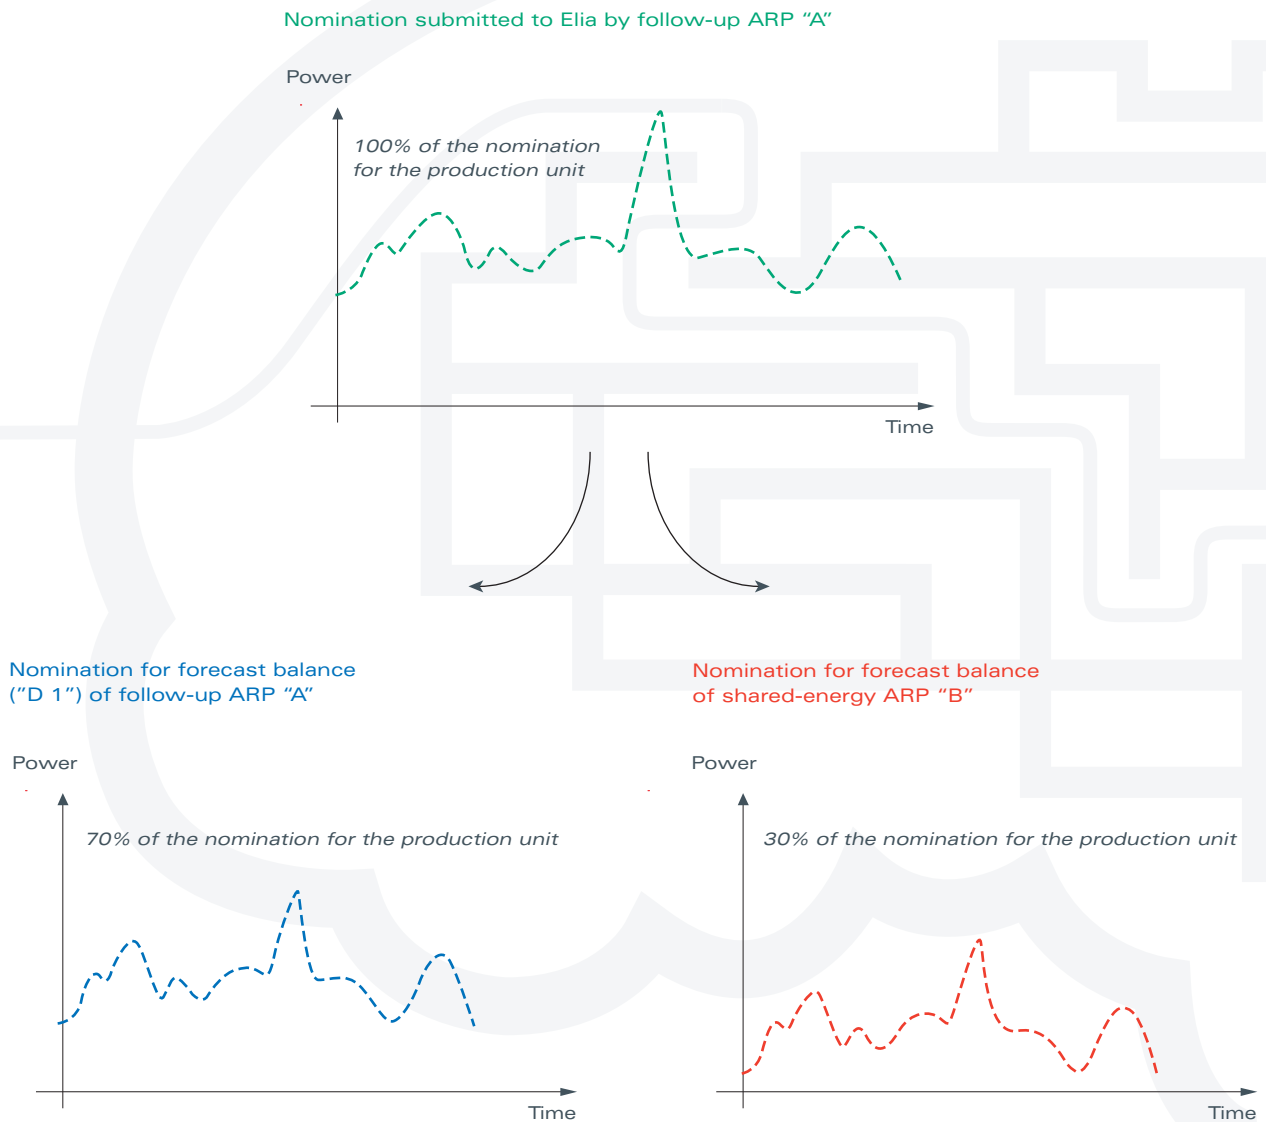 Nomination submitted to Elia by follow-up ARP “A”
Power
100% of the nomination
for the production unit
Time
Nomination for forecast balance
(”D 1”) of follow-up ARP “A”
Power
70% of the nomination for the production unit
Time
Nomination for forecast balance
of shared-energy ARP “B”
Power
30% of the nomination for the production unit
Time